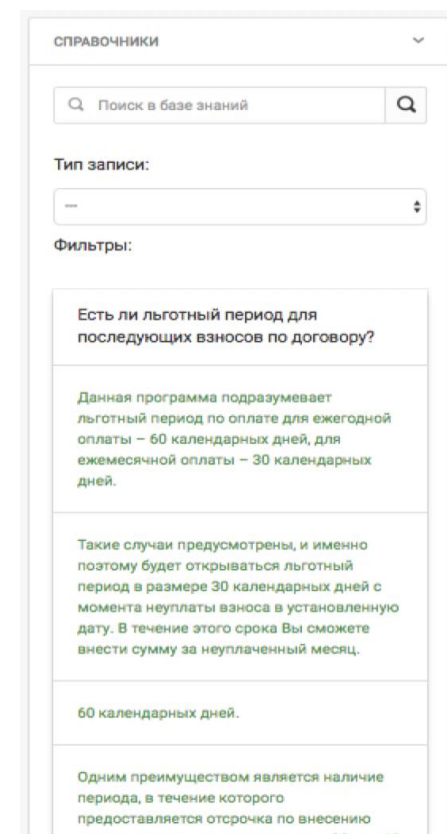 СПРАВОЧНИКИ
Поиск в базе знаний
Тип записи:
---
Фильтры:
Есть ли льготный период для
последующих взносов по договору?
Данная программа подразумевает
льготный период по оплате для ежегодной
оплаты – 60 календарных дней, для
ежемесячной оплаты – 30 календарных
дней.
Такие случаи предусмотрены, и именно
поэтому будет открываться льготный
период в размере 30 календарных дней с
момента неуплаты взноса в установленную
дату. В течение этого срока Вы сможете
внести сумму за неуплаченный месяц.
60 календарных дней.
Одним преимуществом является наличие
периода, в течение которого
предоставляется отсрочка по внесению